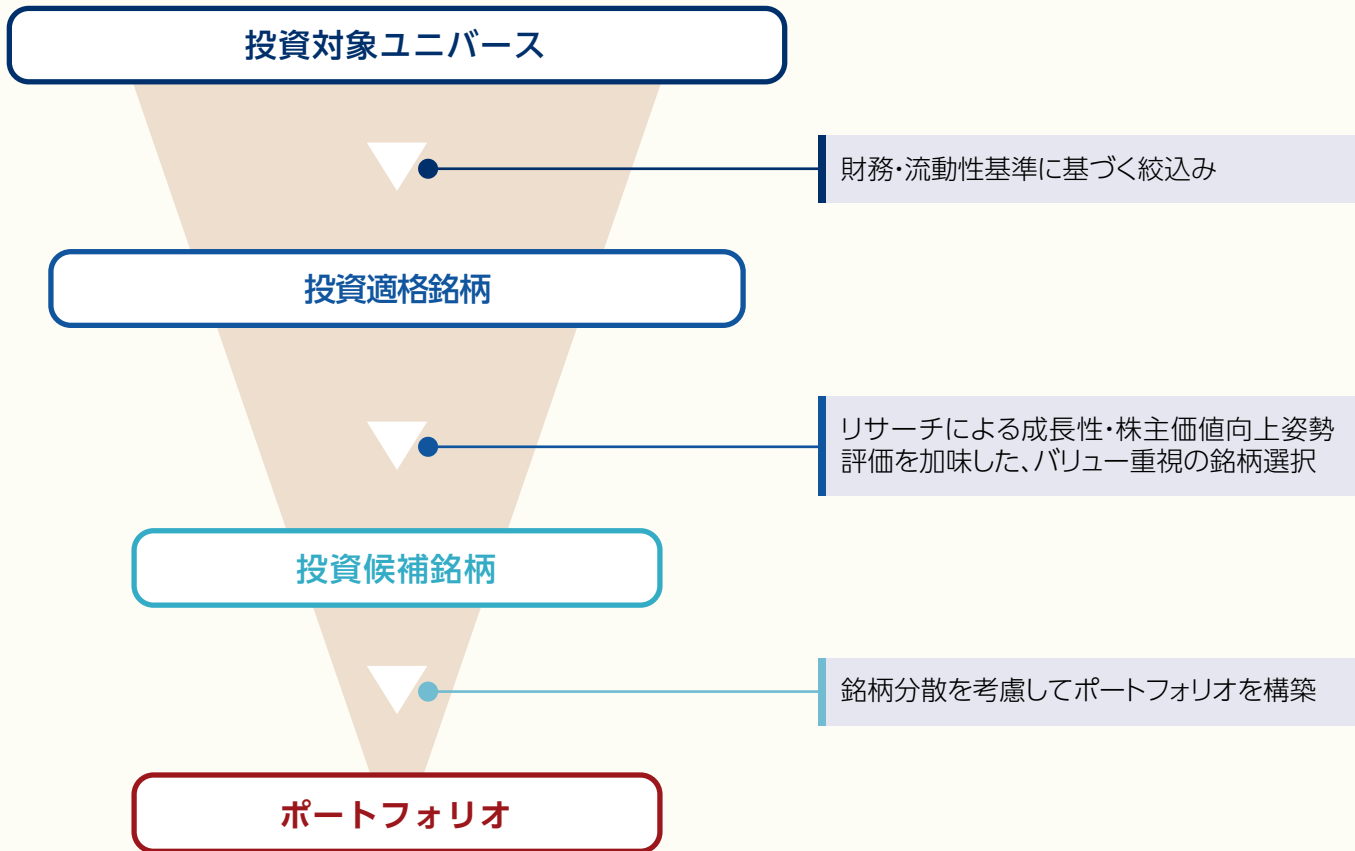 投資対象ユニバース
財務・流動性基準に基づく絞込み
投資適格銘柄
リサーチによる成長性・株主価値向上姿勢
評価を加味した、バリュー重視の銘柄選択
投資候補銘柄
銘柄分散を考慮してポートフォリオを構築
ポートフォリオ